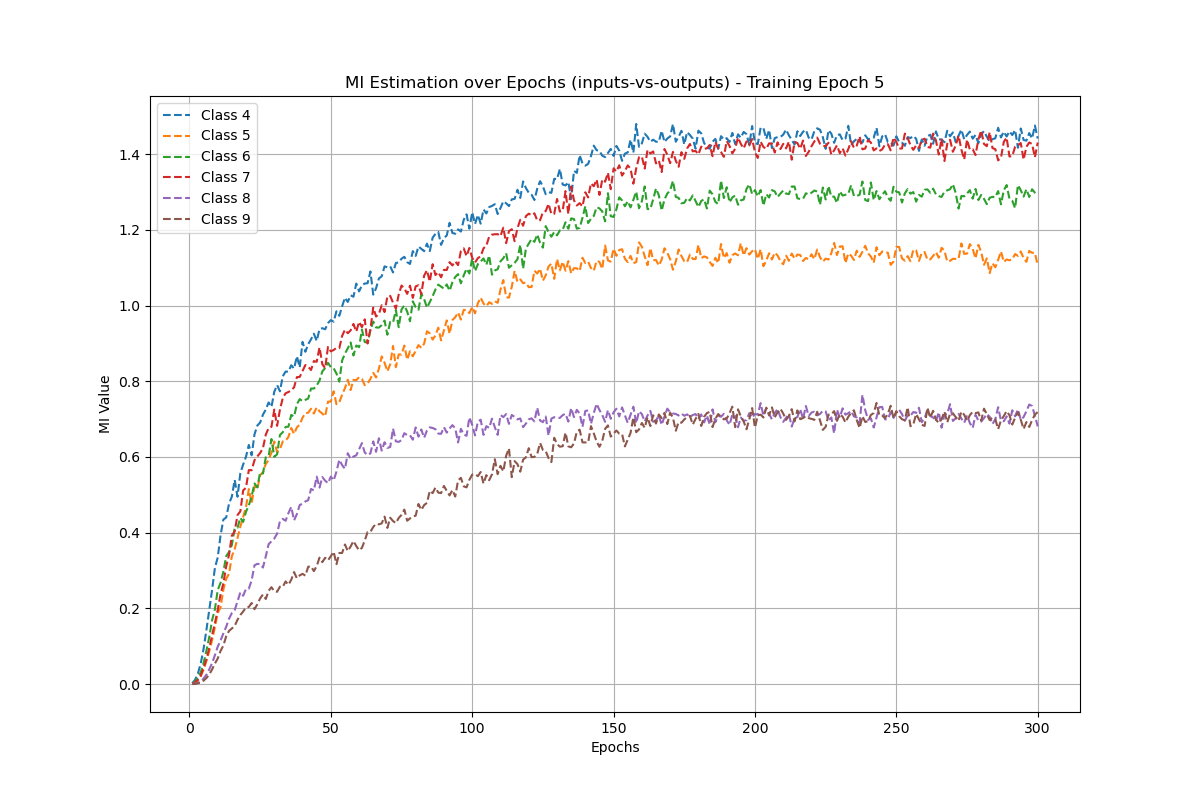 MI Estimation over Epochs (inputs-vs-outputs) - Training Epoch 5
Class 4
Class 5
Class 6
Class 7
Class 8
Class 9
MI Value
1.4
1.2
1.0
0.8
0.6
0.4
0.2
0.0
0 50 100 150 200 250 300
Epochs